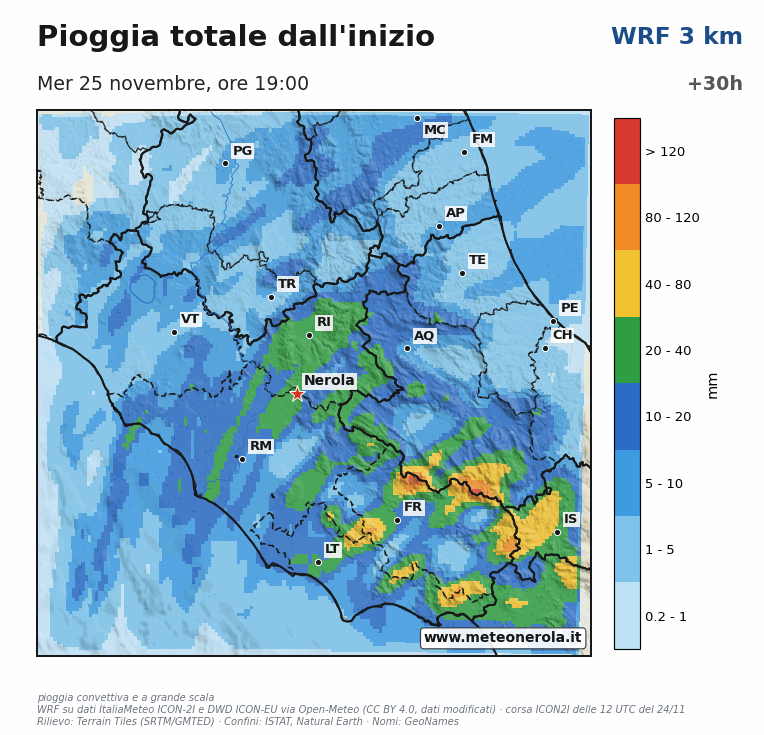 Pioggia totale dall'inizio
WRF 3 km
Mer 25 novembre, ore 19:00
+30h
MC
FM
PG
AP
TE
TR
PE
VT
RI
AQ
CH
Nerola
RM
FR
IS
LT
www.meteonerola.it
> 120
80 - 120
40 - 80
20 - 40
10 - 20
5 - 10
1 - 5
0.2 - 1
mm
pioggia convettiva e a grande scala
WRF su dati ItaliaMeteo ICON-2I e DWD ICON-EU via Open-Meteo (CC BY 4.0, dati modificati) · corsa ICON2I delle 12 UTC del 24/11
Rilievo: Terrain Tiles (SRTM/GMTED) · Confini: ISTAT, Natural Earth · Nomi: GeoNames